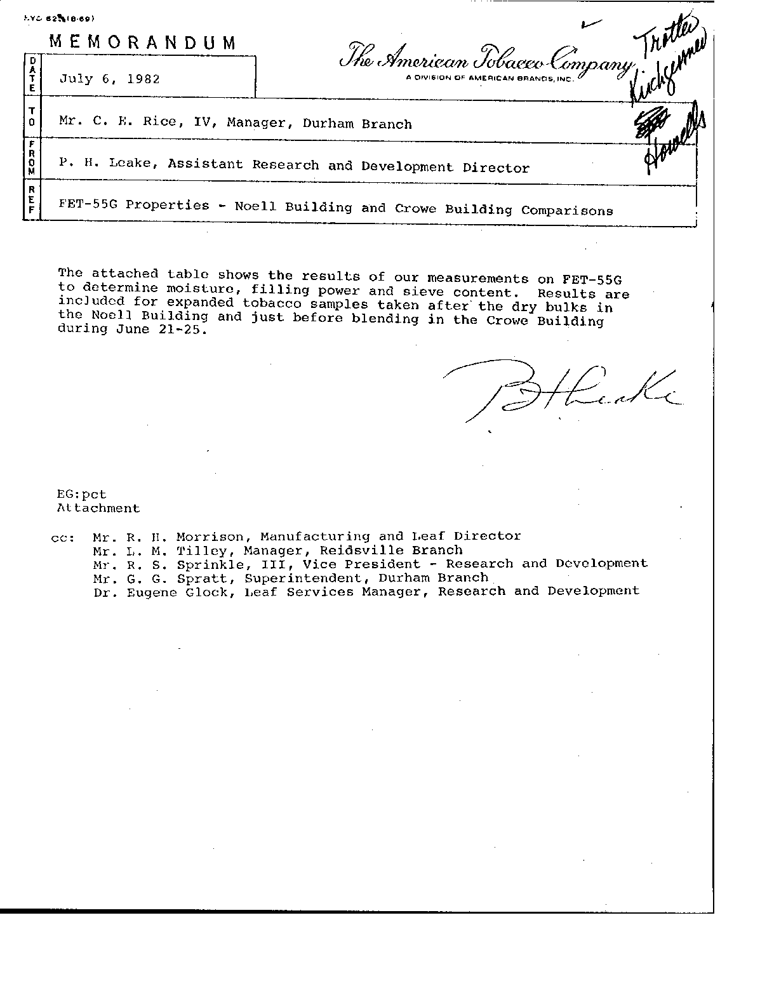 MEMORANDUM
The American Tobacco Company
A DIVISION OF AMERICAN BRANDS, INC.
Trotter
Kirchgessner
Howells
DATE July 6, 1982
TO Mr. C. R. Rice, IV, Manager, Durham Branch
FROM P. H. Leake, Assistant Research and Development Director
REF FET-55G Properties - Noell Building and Crowe Building Comparisons
The attached table shows the results of our measurements on FET-55G
to determine moisture, filling power and sieve content. Results are
included for expanded tobacco samples taken after the dry bulks in
the Noell Building and just before blending in the Crowe Building
during June 21-25.
PHLeake
EG:pct
Attachment
cc: Mr. R. H. Morrison, Manufacturing and Leaf Director
Mr. L. M. Tilley, Manager, Reidsville Branch
Mr. R. S. Sprinkle, III, Vice President - Research and Development
Mr. G. G. Spratt, Superintendent, Durham Branch
Dr. Eugene Glock, Leaf Services Manager, Research and Development